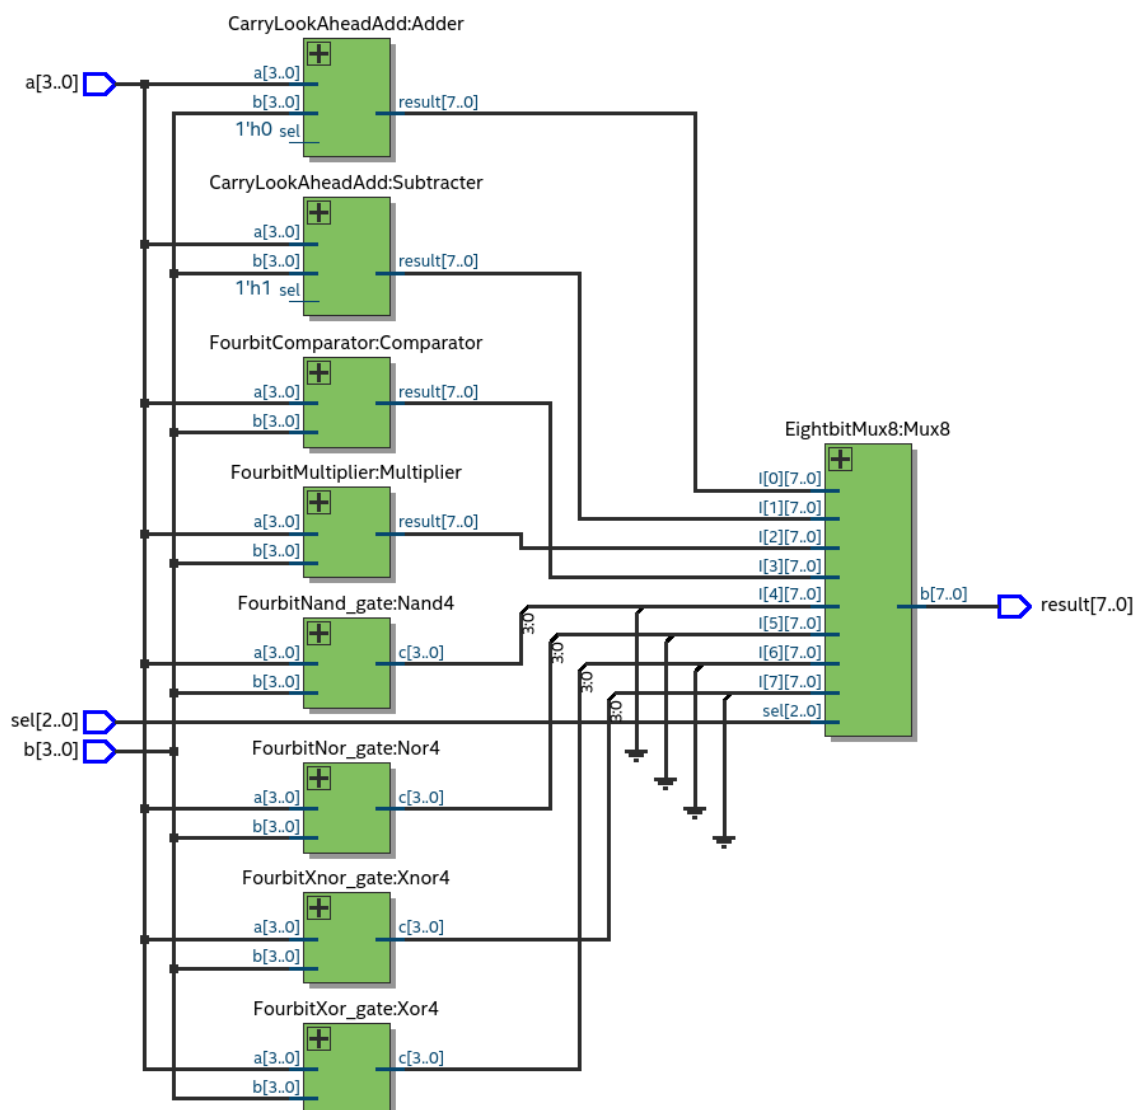 CarryLookAheadAdd:Adder
a[3..0]
a[3..0]
b[3..0]
1'h0 sel
result[7..0]
CarryLookAheadAdd:Subtracter
a[3..0]
b[3..0]
1'h1 sel
result[7..0]
FourbitComparator:Comparator
a[3..0]
b[3..0]
result[7..0]
FourbitMultiplier:Multiplier
a[3..0]
b[3..0]
result[7..0]
FourbitNand_gate:Nand4
a[3..0]
b[3..0]
c[3..0]
sel[2..0]
b[3..0]
FourbitNor_gate:Nor4
a[3..0]
b[3..0]
c[3..0]
FourbitXnor_gate:Xnor4
a[3..0]
b[3..0]
c[3..0]
FourbitXor_gate:Xor4
a[3..0]
b[3..0]
c[3..0]
3:0
3:0
3:0
3:0
EightbitMux8:Mux8
I[0][7..0]
I[1][7..0]
I[2][7..0]
I[3][7..0]
I[4][7..0]
I[5][7..0]
I[6][7..0]
I[7][7..0]
sel[2..0]
b[7..0]
result[7..0]